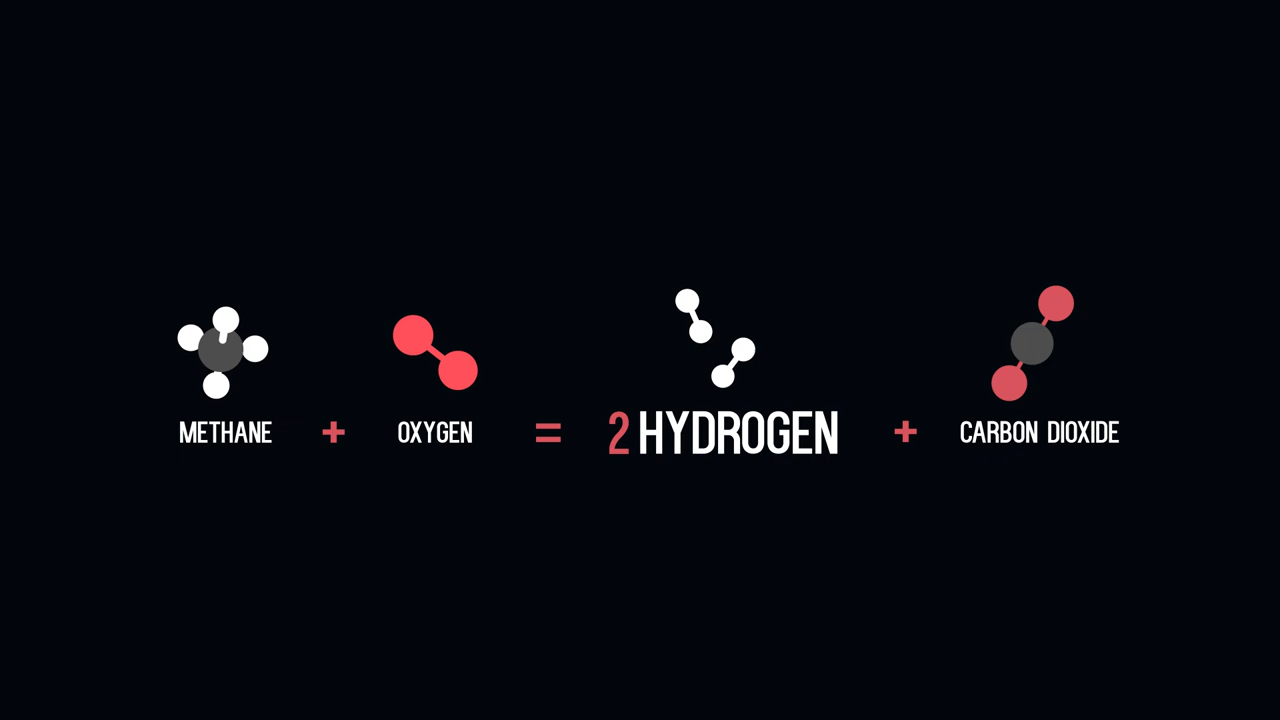 METHANE + OXYGEN = 2 HYDROGEN + CARBON DIOXIDE